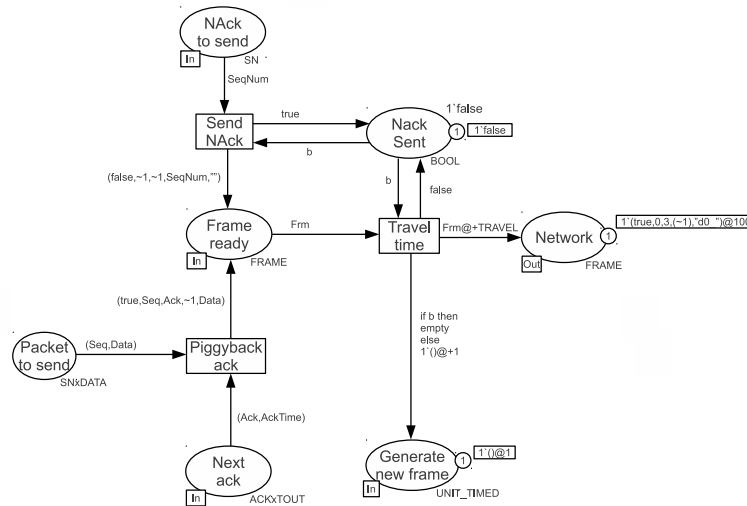 NAck
to send
In
SN
SeqNum
Send
NAck
true
b
1`false
Nack
Sent
1
1`false
BOOL
(false,~1,~1,SeqNum,"")
b
false
Frame
ready
In
FRAME
Frm
Travel
time
Frm@+TRAVEL
1`(true,0,3,(~1),"d0_")@100
Network
1
Out
FRAME
(true,Seq,Ack,~1,Data)
if b then
empty
else
1`()@+1
Packet
to send
SNxDATA
(Seq,Data)
Piggyback
ack
(Ack,AckTime)
Next
ack
In
ACKxTOUT
Generate
new frame
1
1`()@1
In
UNIT_TIMED